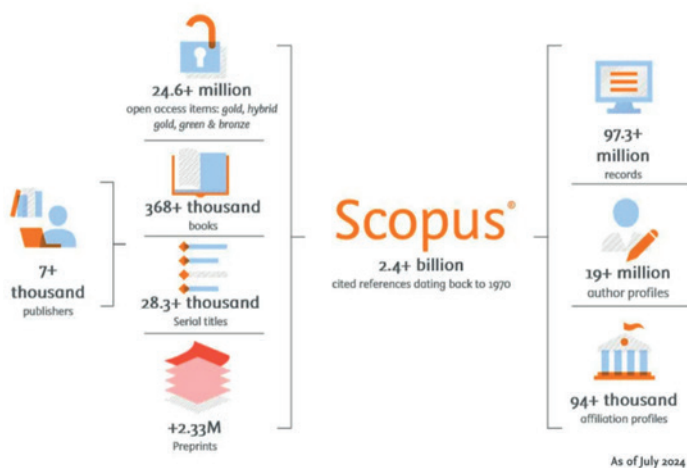 24.6+ million
open access items: gold, hybrid
gold, green & bronze
368+ thousand
books
7+
thousand
publishers
28.3+ thousand
Serial titles
+2.33M
Preprints
Scopus®
2.4+ billion
cited references dating back to 1970
97.3+
million
records
19+ million
author profiles
94+ thousand
affiliation profiles
As of July 2024